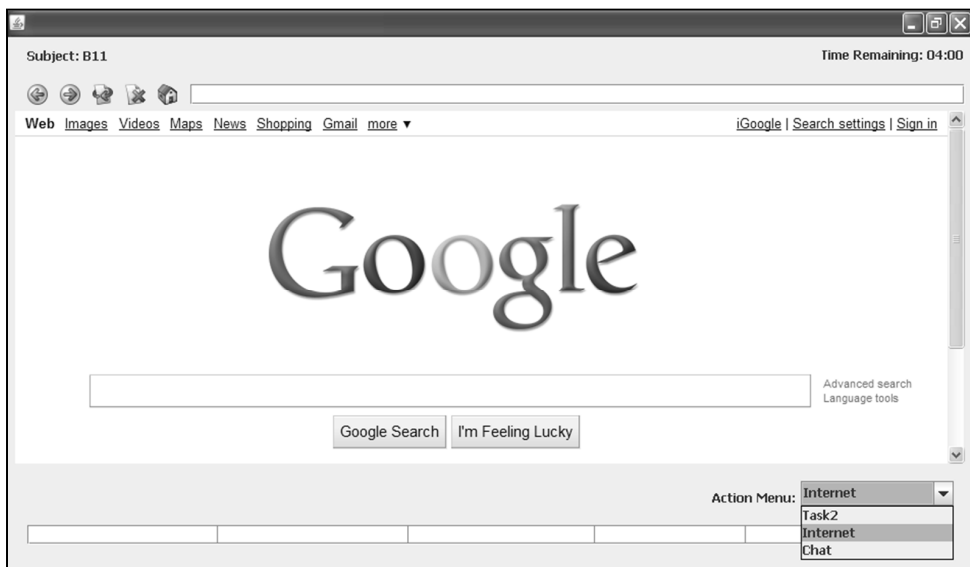 Subject: B11
Time Remaining: 04:00
Web Images Videos Maps News Shopping Gmail more ▼
iGoogle | Search settings | Sign in
Google
Advanced search
Language tools
Google Search
I'm Feeling Lucky
Action Menu: Internet
Task2
Internet
Chat